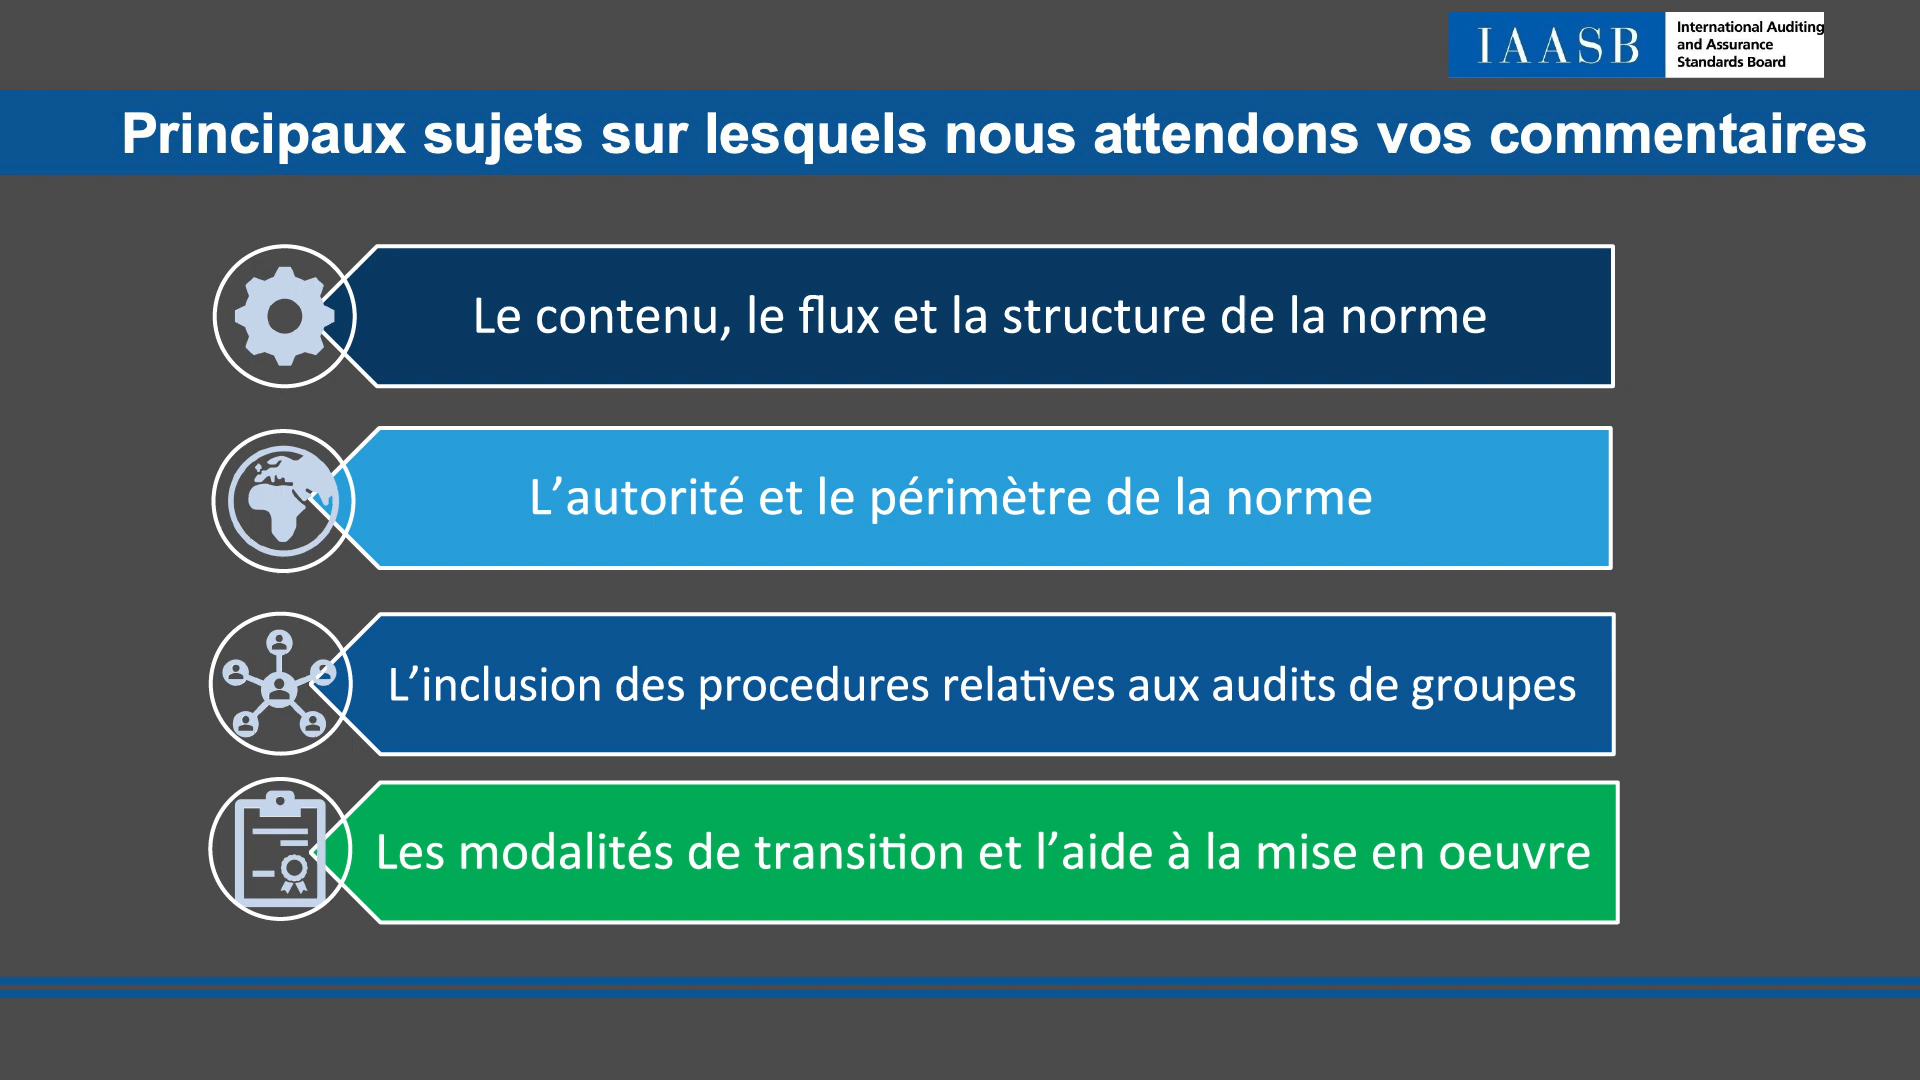 IAASB
International Auditing
and Assurance
Standards Board
Principaux sujets sur lesquels nous attendons vos commentaires
Le contenu, le flux et la structure de la norme
L’autorité et le périmètre de la norme
L’inclusion des procedures relatives aux audits de groupes
Les modalités de transition et l’aide à la mise en oeuvre